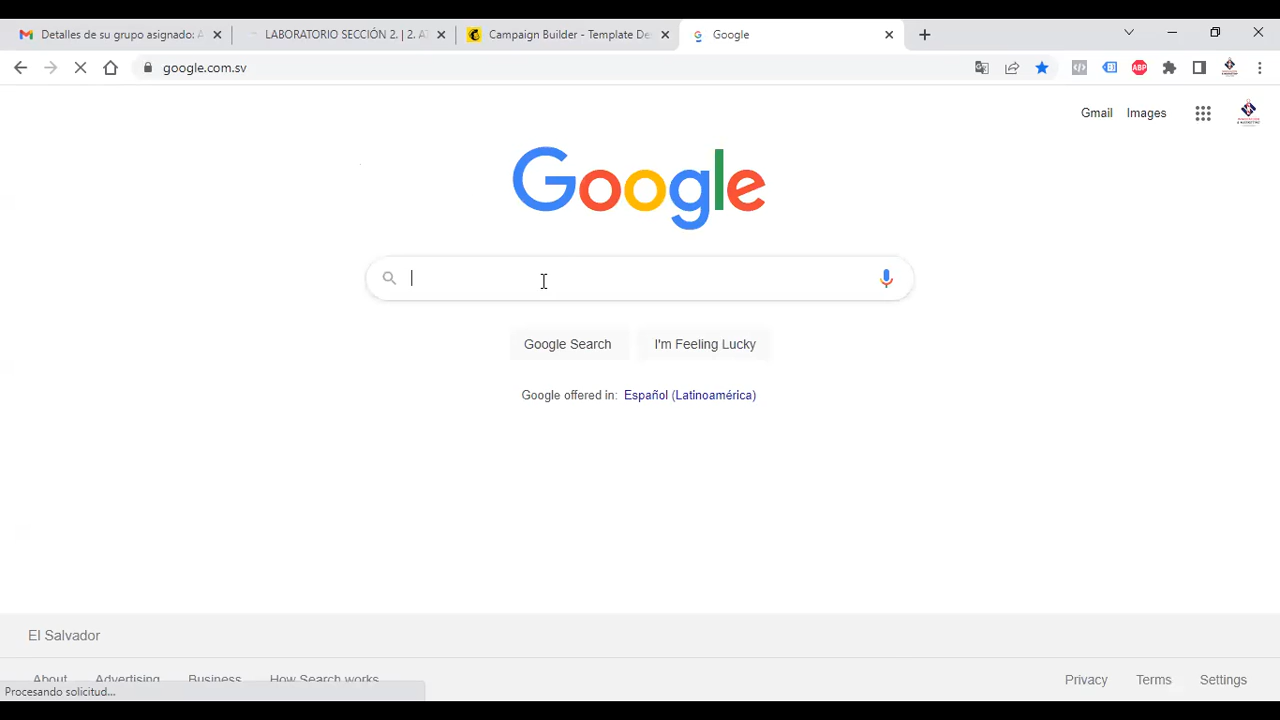 Detalles de su grupo asignado: A
LABORATORIO SECCIÓN 2. | 2. AT
Campaign Builder - Template De
Google
google.com.sv
ABP
Gmail
Images
Google
Google Search
I'm Feeling Lucky
Google offered in: Español (Latinoamérica)
El Salvador
About
Advertising
Business
How Search works
Privacy
Terms
Settings
Procesando solicitud...